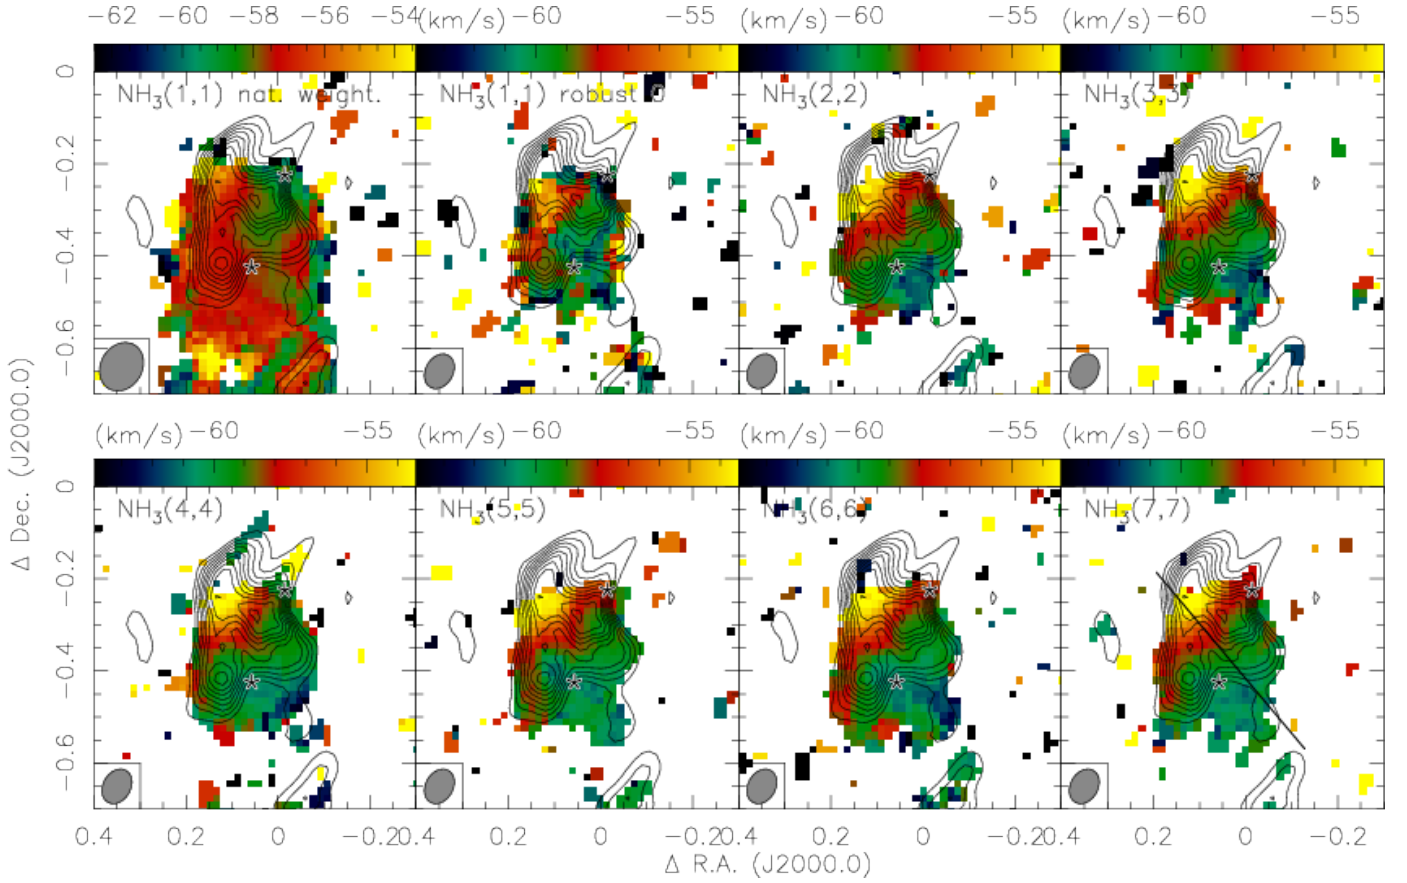 −62 −60 −58 −56 −54
(km/s) −60 −55
(km/s) −60 −55
(km/s) −60 −55
NH3(1,1) nat. weight.
NH3(1,1) robust 0
NH3(2,2)
NH3(3,3)
0
−0.2
−0.4
−0.6
(km/s) −60 −55
(km/s) −60 −55
(km/s) −60 −55
(km/s) −60 −55
NH3(4,4)
NH3(5,5)
NH3(6,6)
NH3(7,7)
0
−0.2
−0.4
−0.6
0.4 0.2 0 −0.2
0.4 0.2 0 −0.2
0.4 0.2 0 −0.2
0.4 0.2 0 −0.2
Δ Dec. (J2000.0)
Δ R.A. (J2000.0)